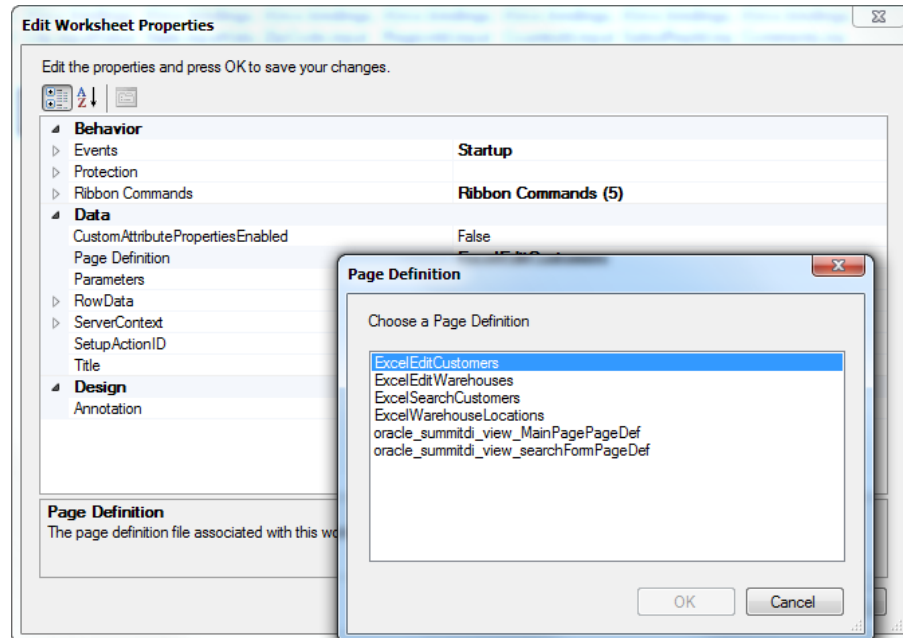 Edit Worksheet Properties
Edit the properties and press OK to save your changes.
Behavior
Events Startup
Protection
Ribbon Commands Ribbon Commands (5)
Data
CustomAttributePropertiesEnabled False
Page Definition ExcelEditCustomers
Parameters
RowData
ServerContext
SetupActionID
Title
Design
Annotation
Page Definition
The page definition file associated with this
Page Definition
Choose a Page Definition
ExcelEditCustomers
ExcelEditWarehouses
ExcelSearchCustomers
ExcelWarehouseLocations
oracle_summitdi_view_MainPagePageDef
oracle_summitdi_view_searchFormPageDef
OK Cancel